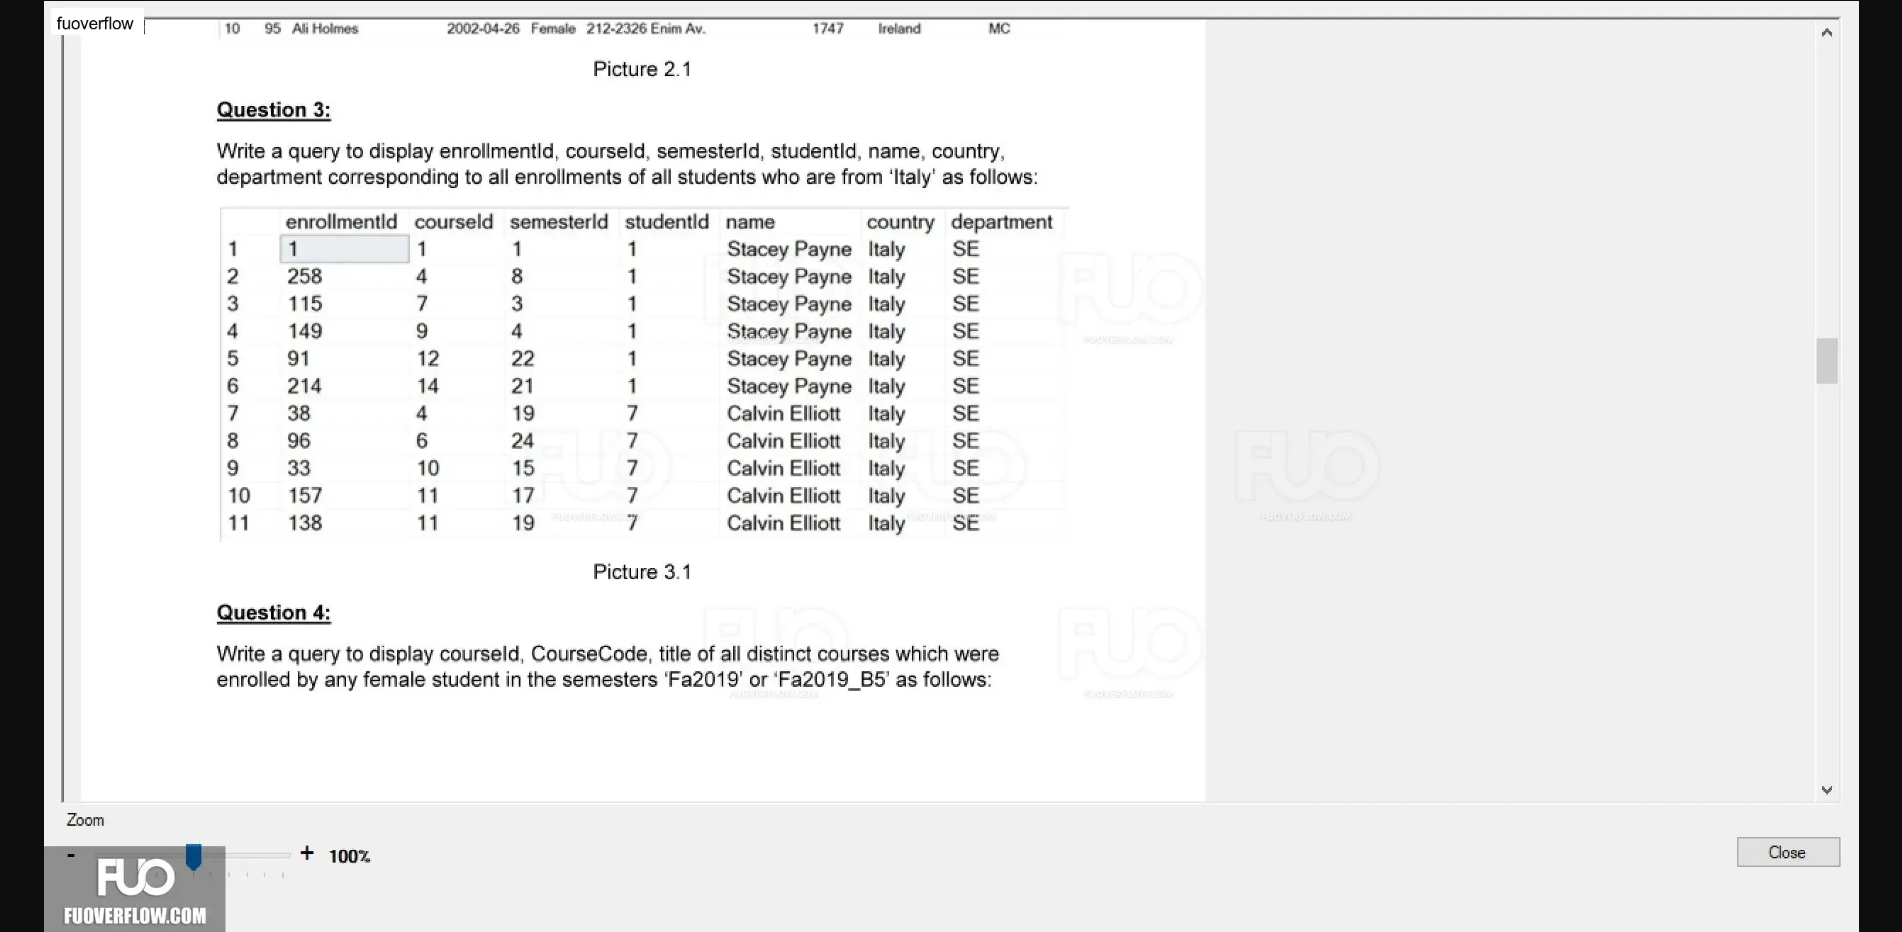 fuoverflow
10 95 Ali Holmes 2002-04-26 Female 212-2326 Enim Av. 1747 Ireland MC
Picture 2.1
Question 3:
Write a query to display enrollmentId, courseId, semesterId, studentId, name, country,
department corresponding to all enrollments of all students who are from ‘Italy’ as follows:
enrollmentId courseId semesterId studentId name country department
1 1 1 1 1 Stacey Payne Italy SE
2 258 4 8 1 Stacey Payne Italy SE
3 115 7 3 1 Stacey Payne Italy SE
4 149 9 4 1 Stacey Payne Italy SE
5 91 12 22 1 Stacey Payne Italy SE
6 214 14 21 1 Stacey Payne Italy SE
7 38 4 19 7 Calvin Elliott Italy SE
8 96 6 24 7 Calvin Elliott Italy SE
9 33 10 15 7 Calvin Elliott Italy SE
10 157 11 17 7 Calvin Elliott Italy SE
11 138 11 19 7 Calvin Elliott Italy SE
Picture 3.1
Question 4:
Write a query to display courseId, CourseCode, title of all distinct courses which were
enrolled by any female student in the semesters ‘Fa2019’ or ‘Fa2019_B5’ as follows:
Zoom
- + 100%
Close
FUO
FUOVERFLOW.COM